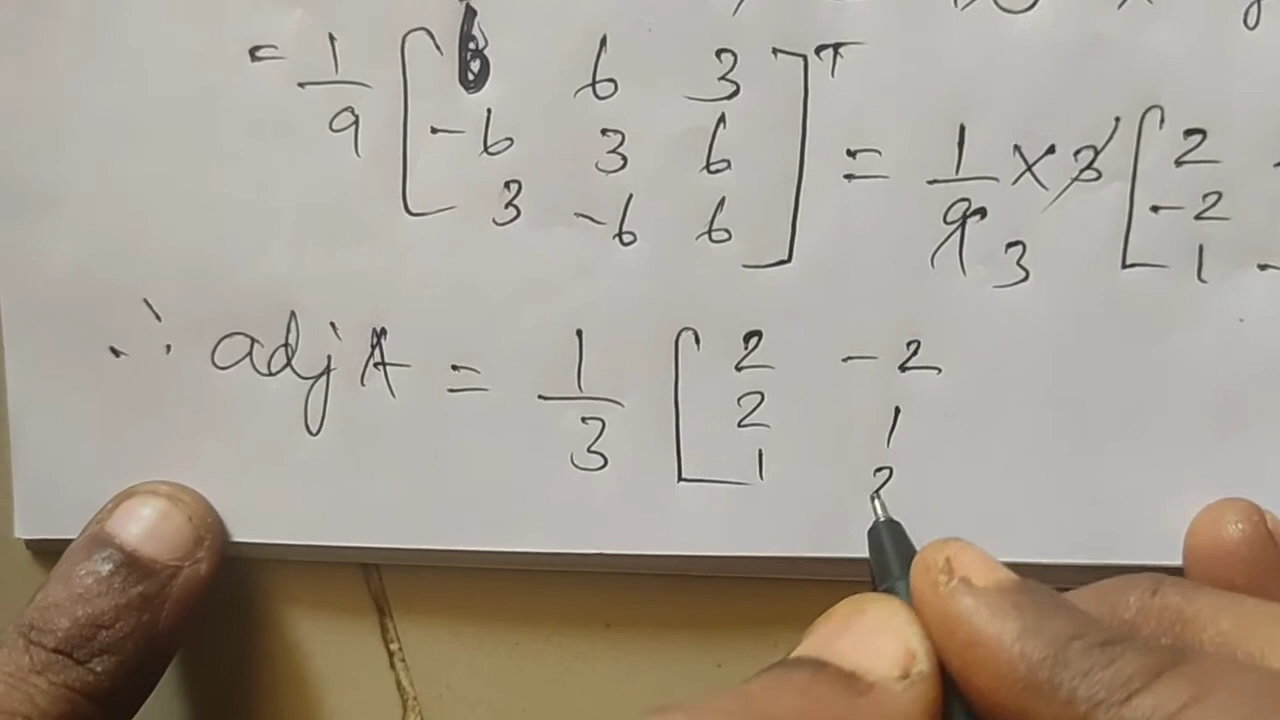 = 1/9 [ 6 6 3
-6 3 6
3 -6 6 ]ᵀ = 1/9 3 × 3 [ 2
-2
1 -
∴ adj A = 1/3 [ 2 -2
2 1
1 2